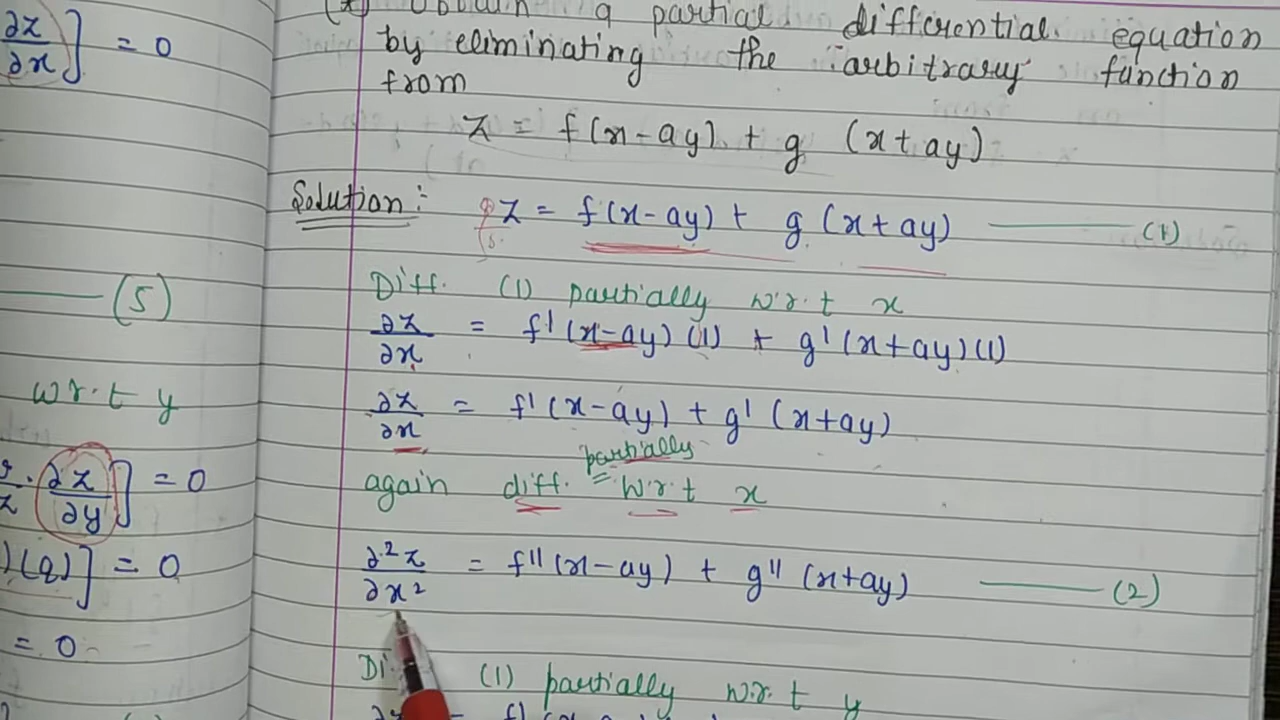 ∂z/∂x] = 0
(5)
w.r.t y
∂z/∂y] = 0
)(q)] = 0
= 0
a partial differential equation
by eliminating the arbitrary function
from
z = f(x-ay) + g (x+ay)
Solution:- z = f(x-ay) + g (x+ay) (1)
Diff. (1) partially w.r.t x
∂z/∂x = f'(x-ay)(1) + g'(x+ay)(1)
∂z/∂x = f'(x-ay) + g'(x+ay)
partially
again diff. = w.r.t x
∂²z/∂x² = f''(x-ay) + g''(x+ay) (2)
(1) partially w.r.t y